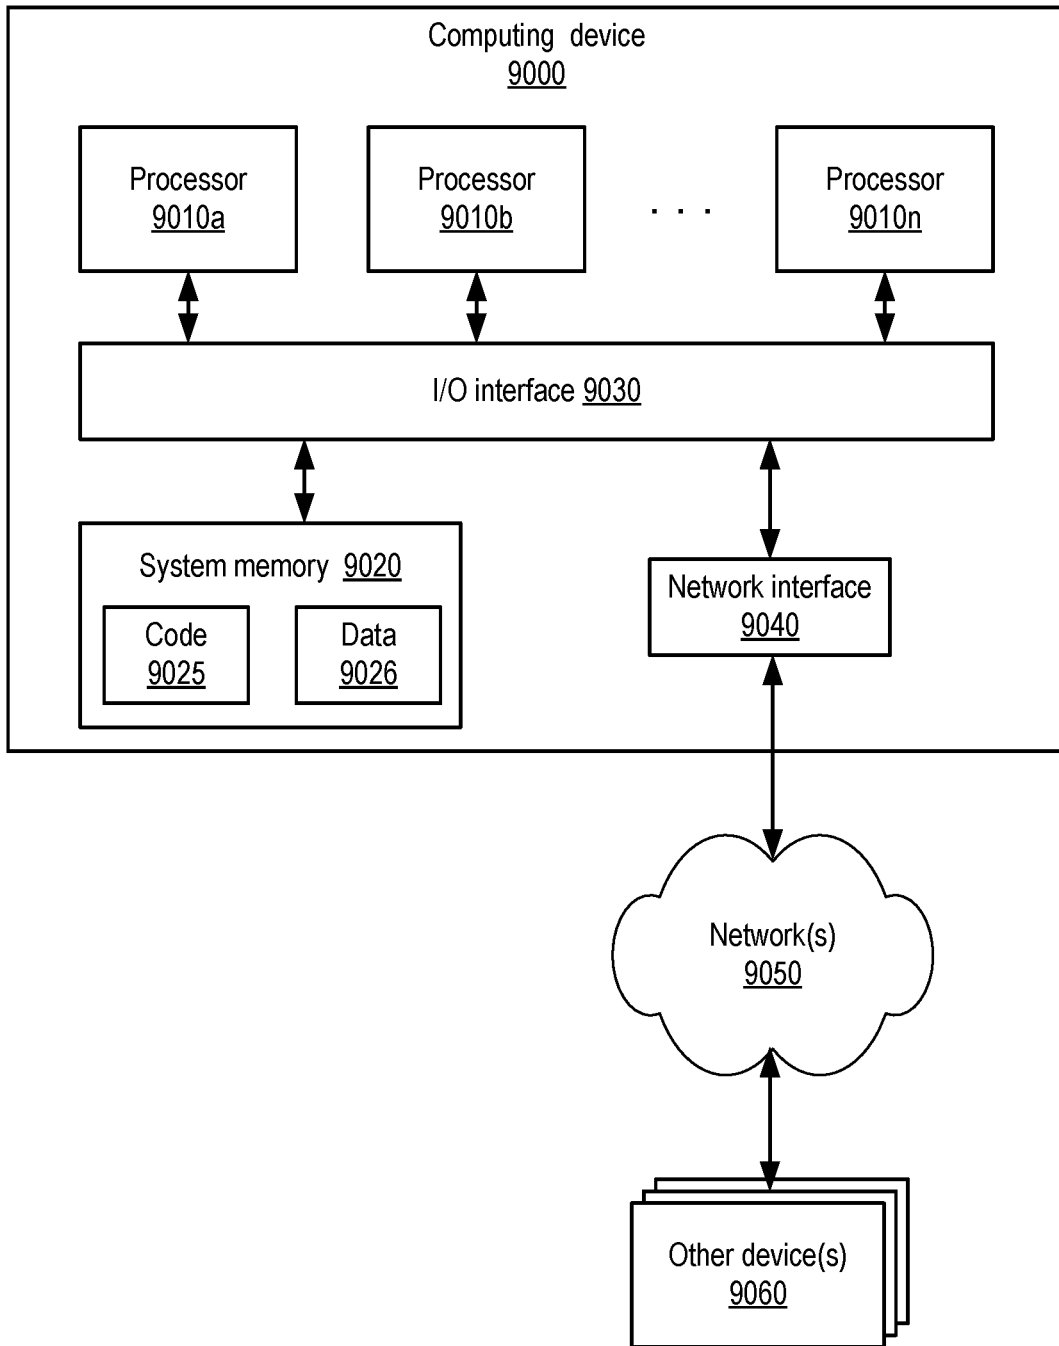 Computing device
9000
Processor
9010a
Processor
9010b
. . .
Processor
9010n
I/O interface 9030
System memory 9020
Code
9025
Data
9026
Network interface
9040
Network(s)
9050
Other device(s)
9060